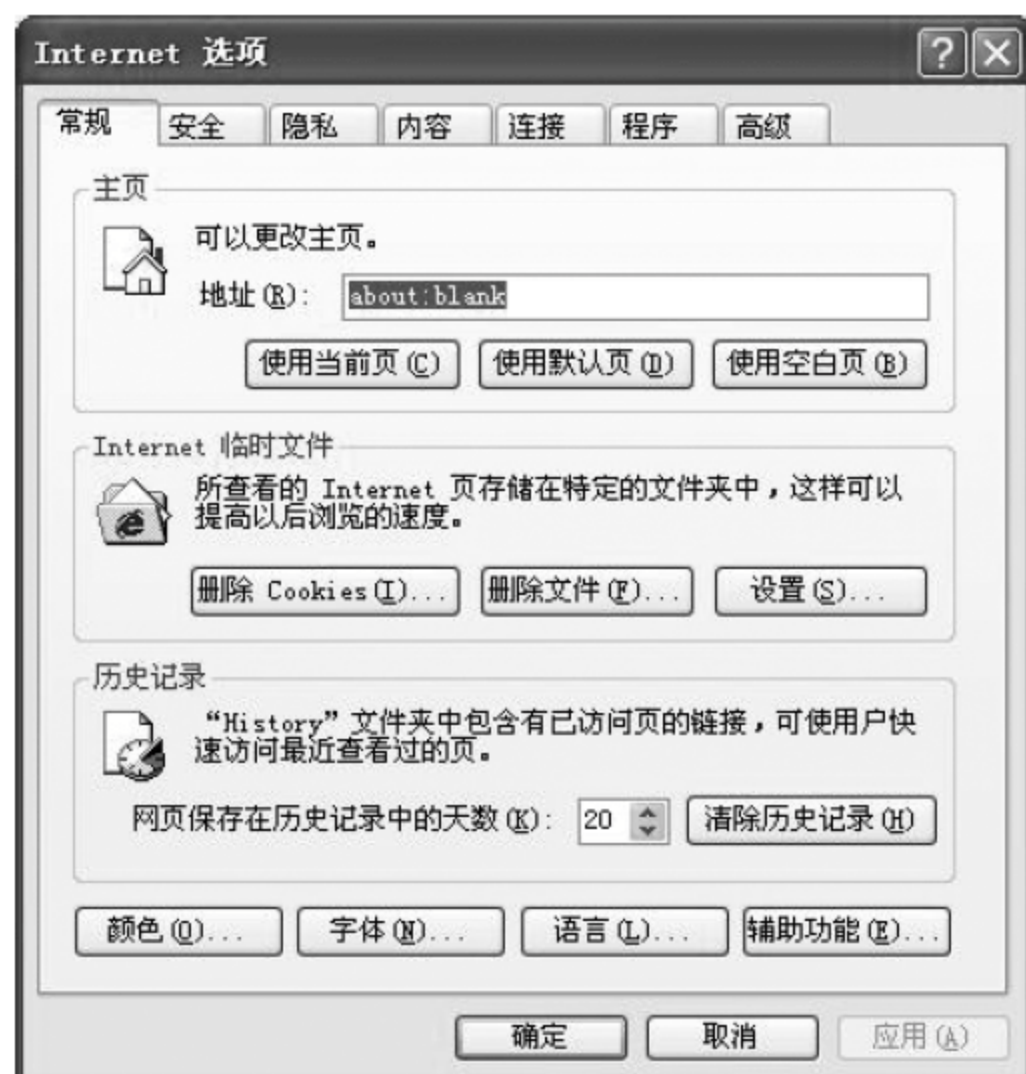 Internet 选项
常规 安全 隐私 内容 连接 程序 高级
主页
可以更改主页。
地址(R): about:blank
使用当前页(C) 使用默认页(D) 使用空白页(B)
Internet 临时文件
所查看的 Internet 页存储在特定的文件夹中，这样可以
提高以后浏览的速度。
删除 Cookies(I)... 删除文件(F)... 设置(S)...
历史记录
“History”文件夹中包含有已访问页的链接，可使用户快
速访问最近查看过的页。
网页保存在历史记录中的天数(K): 20 清除历史记录(H)
颜色(O)... 字体(N)... 语言(L)... 辅助功能(E)...
确定 取消 应用(A)